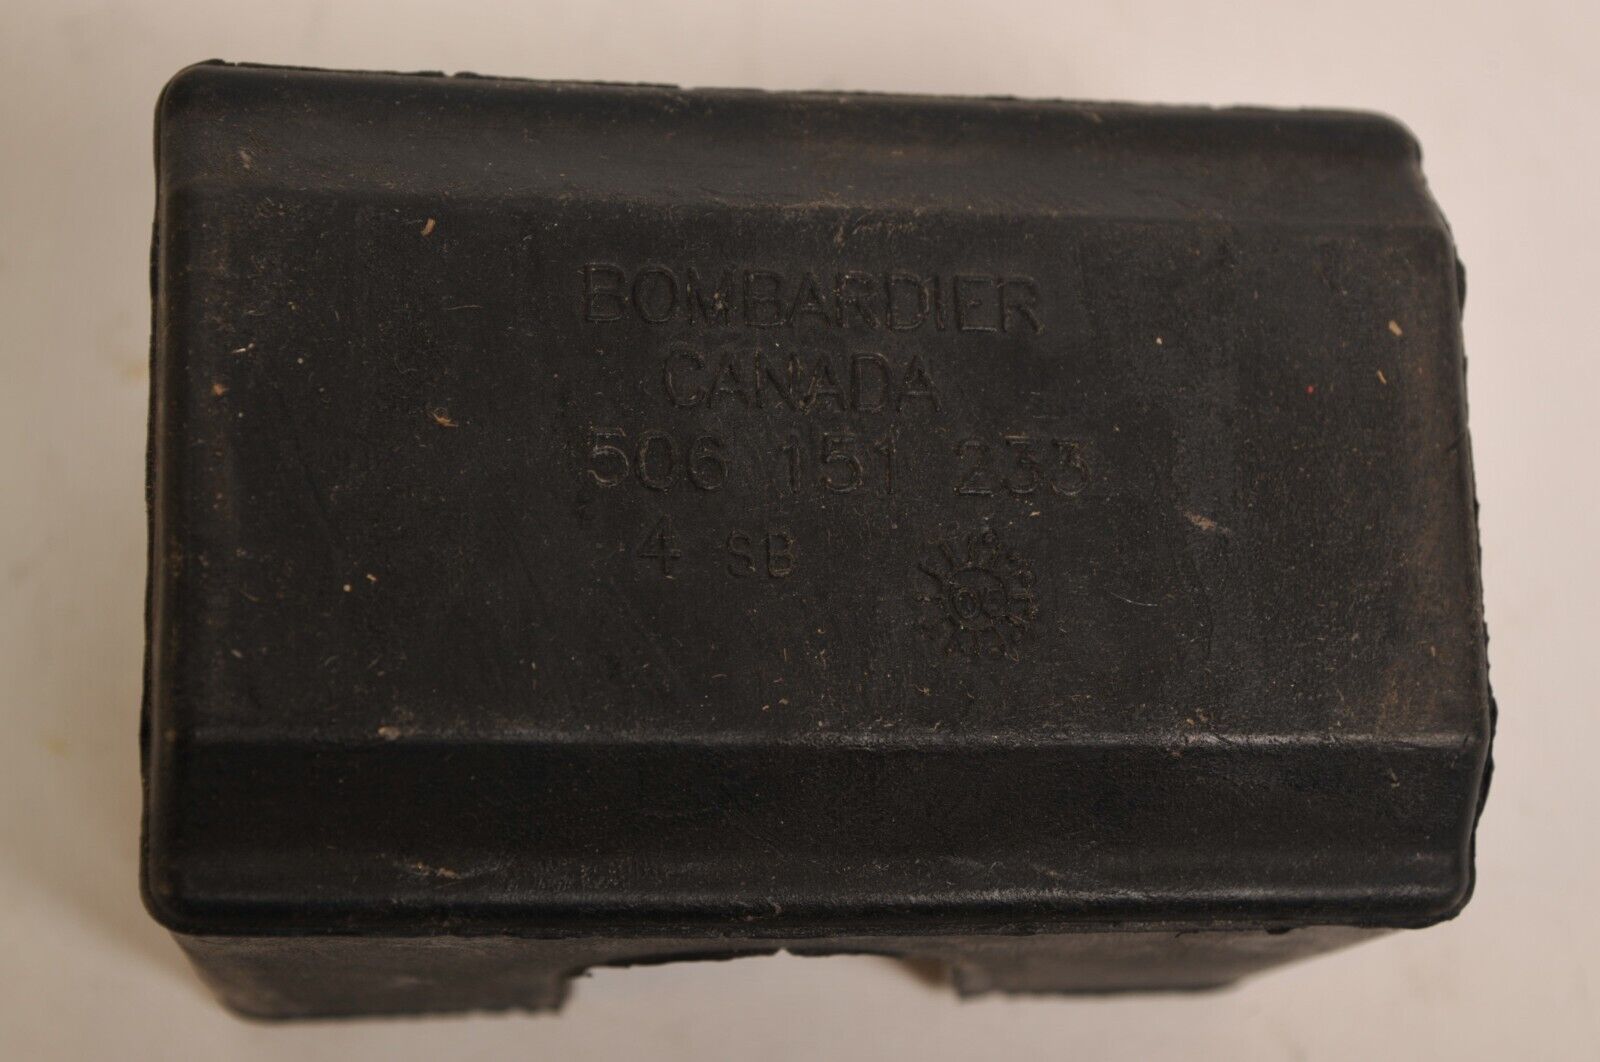 BOMBARDIER
CANADA
506 151 233
4 SB